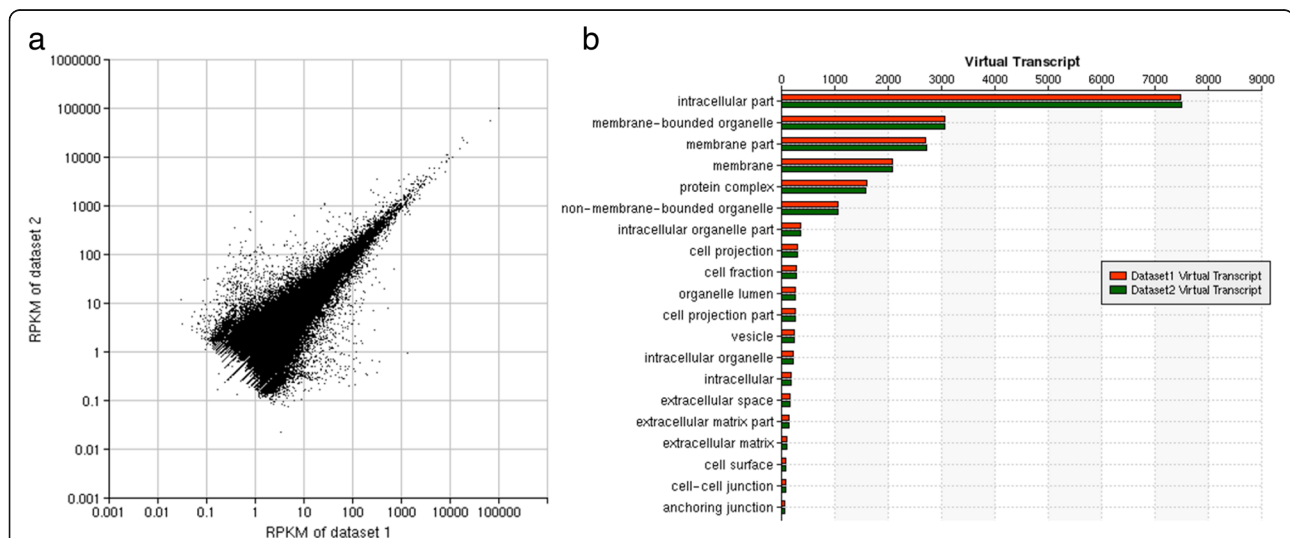 a
1000000
100000
10000
1000
100
10
1
0.1
0.01
0.001
RPKM of dataset 2
0.001 0.01 0.1 1 10 100 1000 10000 100000
RPKM of dataset 1
b
Virtual Transcript
0 1000 2000 3000 4000 5000 6000 7000 8000 9000
intracellular part
membrane-bounded organelle
membrane part
membrane
protein complex
non-membrane-bounded organelle
intracellular organelle part
cell projection
cell fraction
organelle lumen
cell projection part
vesicle
intracellular organelle
intracellular
extracellular space
extracellular matrix part
extracellular matrix
cell surface
cell-cell junction
anchoring junction
Dataset1 Virtual Transcript
Dataset2 Virtual Transcript